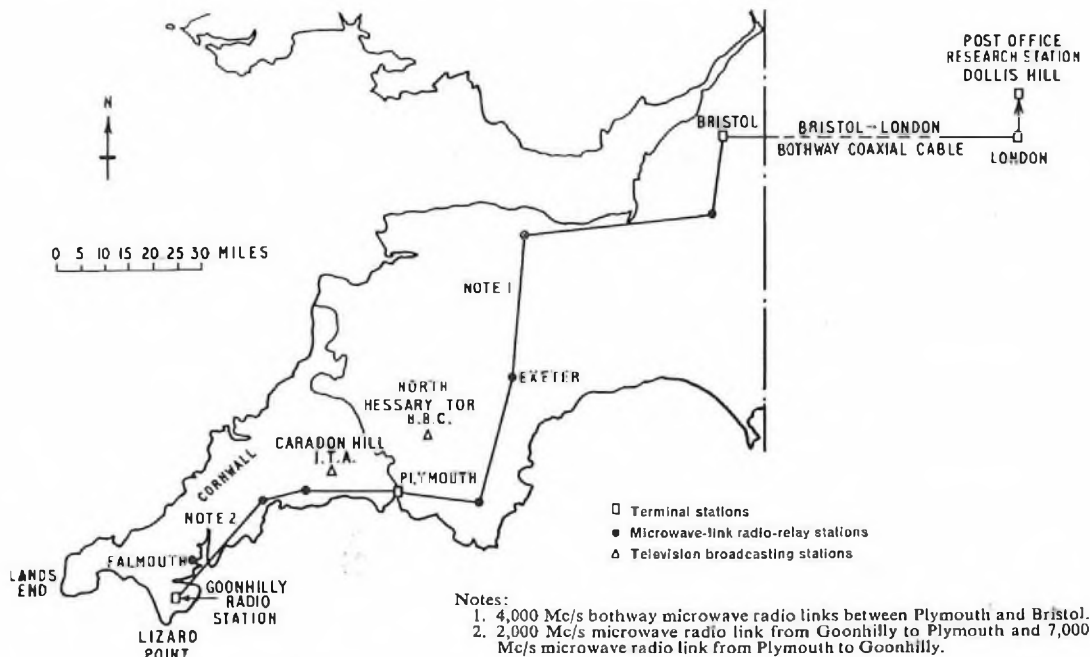 POST OFFICE
RESEARCH STATION
DOLLIS HILL
N
BRISTOL
BRISTOL–LONDON
BOTHWAY COAXIAL CABLE
LONDON
0 5 10 15 20 25 30 MILES
NOTE 1
EXETER
NORTH
HESSARY TOR
B.B.C.
CARADON HILL
I.T.A.
PLYMOUTH
CORNWALL
NOTE 2
FALMOUTH
LANDS
END
GOONHILLY
RADIO
STATION
LIZARD
POINT
Terminal stations
Microwave-link radio-relay stations
Television broadcasting stations
Notes:
1. 4,000 Mc/s bothway microwave radio links between Plymouth and Bristol.
2. 2,000 Mc/s microwave radio link from Goonhilly to Plymouth and 7,000
Mc/s microwave radio link from Plymouth to Goonhilly.